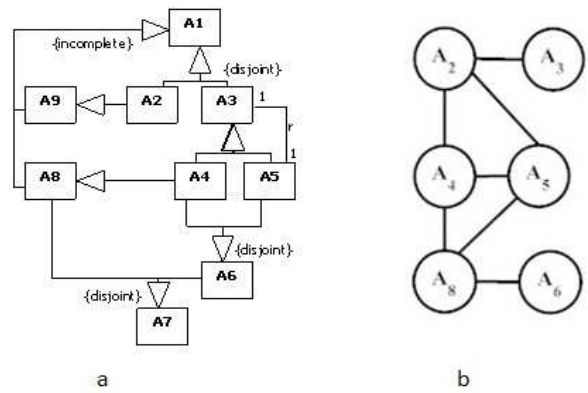 A1
{incomplete}
{disjoint}
A9
A2
A3
1
r
A8
A4
A5
1
{disjoint}
A6
{disjoint}
A7
a
A2
A3
A4
A5
A8
A6
b